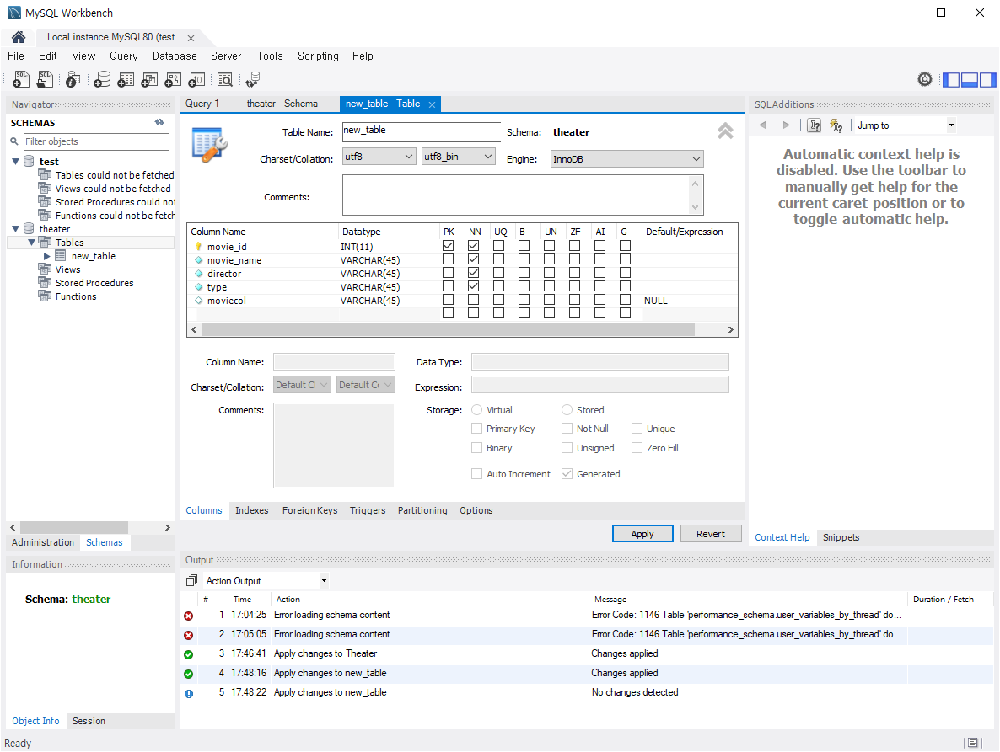 MySQL Workbench
Local instance MySQL80 (test...
File Edit View Query Database Server Tools Scripting Help
Navigator
SCHEMAS
Filter objects
test
Tables could not be fetched
Views could not be fetched
Stored Procedures could not
Functions could not be fetch
theater
Tables
new_table
Views
Stored Procedures
Functions
Administration Schemas
Information
Schema: theater
Object Info Session
Query 1 theater - Schema new_table - Table
Table Name: new_table Schema: theater
Charset/Collation: utf8 utf8_bin Engine: InnoDB
Comments:
Column Name Datatype PK NN UQ B UN ZF AI G Default/Expression
movie_id INT(11)
movie_name VARCHAR(45)
director VARCHAR(45)
type VARCHAR(45)
moviecol VARCHAR(45) NULL
Column Name: Data Type:
Charset/Collation: Default C Default Co Expression:
Comments: Storage: Virtual Stored
Primary Key Not Null Unique
Binary Unsigned Zero Fill
Auto Increment Generated
Columns Indexes Foreign Keys Triggers Partitioning Options
Apply Revert
SQLAdditions
Jump to
Automatic context help is
disabled. Use the toolbar to
manually get help for the
current caret position or to
toggle automatic help.
Context Help Snippets
Output
Action Output
# Time Action Message Duration / Fetch
1 17:04:25 Error loading schema content Error Code: 1146 Table 'performance_schema.user_variables_by_thread' do...
2 17:05:05 Error loading schema content Error Code: 1146 Table 'performance_schema.user_variables_by_thread' do...
3 17:46:41 Apply changes to Theater Changes applied
4 17:48:16 Apply changes to new_table Changes applied
5 17:48:22 Apply changes to new_table No changes detected
Ready